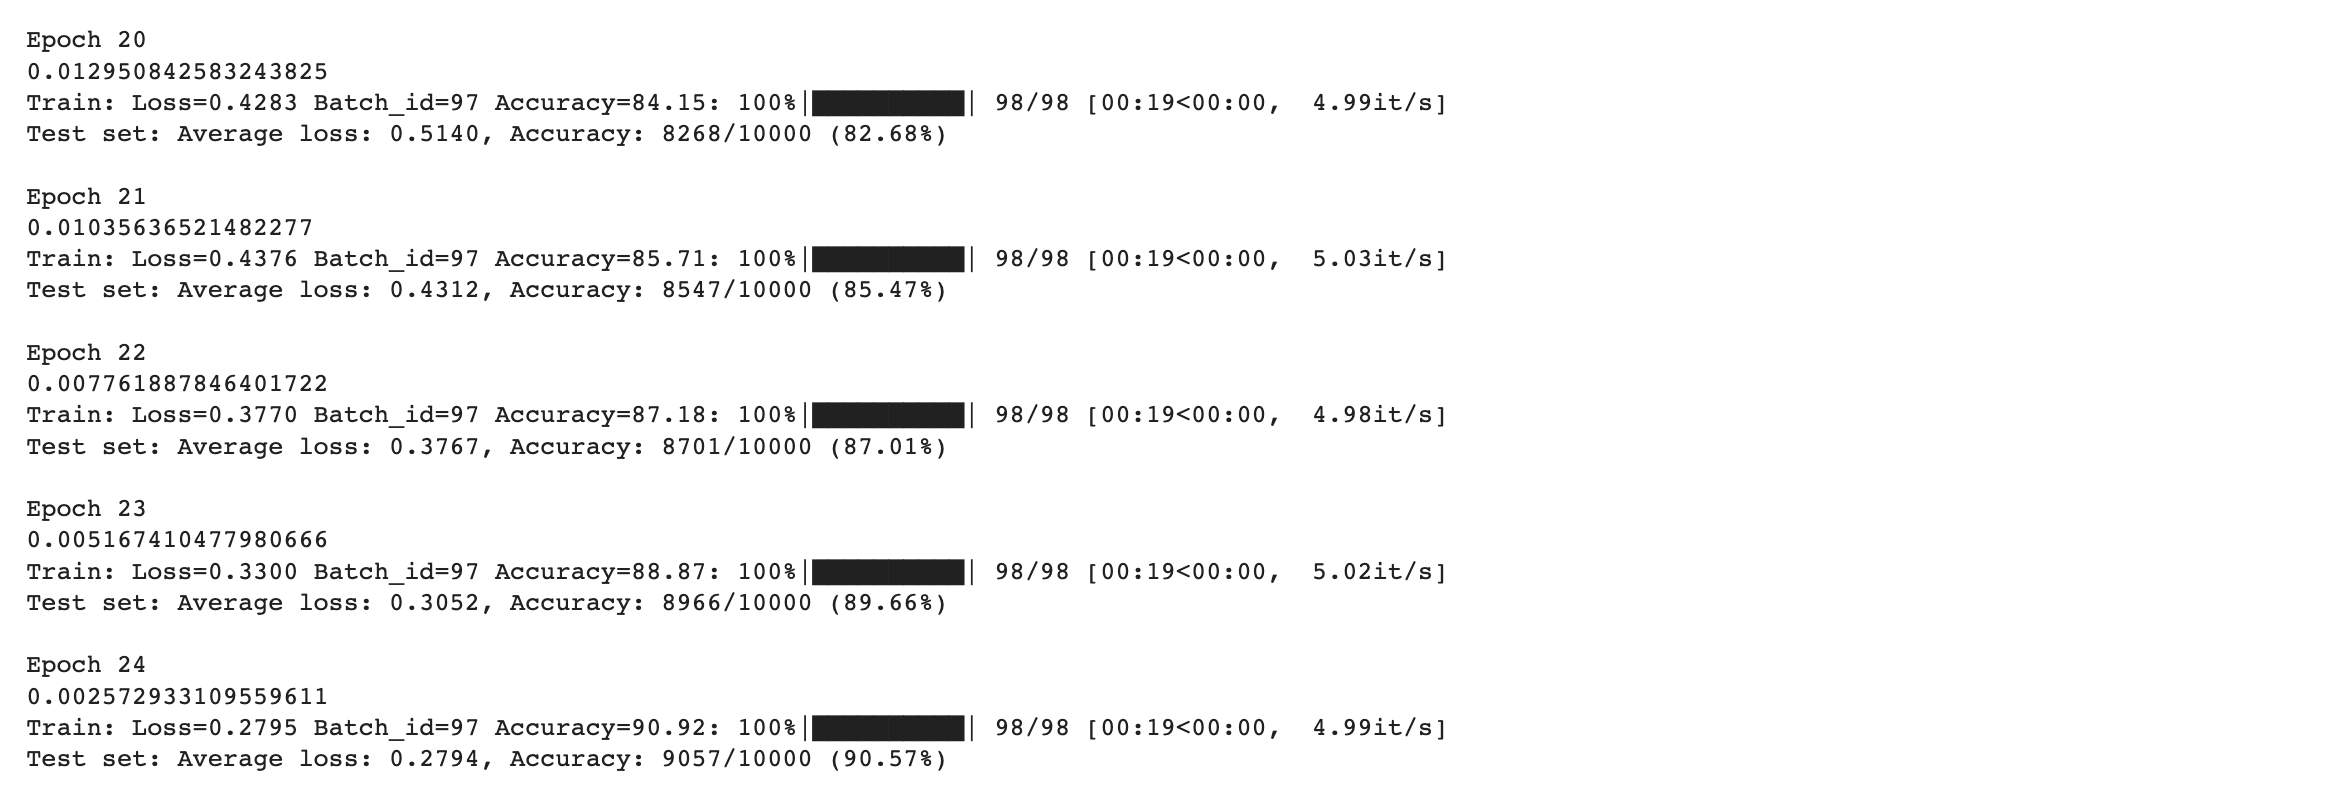 Epoch 20
0.012950842583243825
Train: Loss=0.4283 Batch_id=97 Accuracy=84.15: 100%|██████████| 98/98 [00:19<00:00,  4.99it/s]
Test set: Average loss: 0.5140, Accuracy: 8268/10000 (82.68%)

Epoch 21
0.01035636521482277
Train: Loss=0.4376 Batch_id=97 Accuracy=85.71: 100%|██████████| 98/98 [00:19<00:00,  5.03it/s]
Test set: Average loss: 0.4312, Accuracy: 8547/10000 (85.47%)

Epoch 22
0.007761887846401722
Train: Loss=0.3770 Batch_id=97 Accuracy=87.18: 100%|██████████| 98/98 [00:19<00:00,  4.98it/s]
Test set: Average loss: 0.3767, Accuracy: 8701/10000 (87.01%)

Epoch 23
0.005167410477980666
Train: Loss=0.3300 Batch_id=97 Accuracy=88.87: 100%|██████████| 98/98 [00:19<00:00,  5.02it/s]
Test set: Average loss: 0.3052, Accuracy: 8966/10000 (89.66%)

Epoch 24
0.002572933109559611
Train: Loss=0.2795 Batch_id=97 Accuracy=90.92: 100%|██████████| 98/98 [00:19<00:00,  4.99it/s]
Test set: Average loss: 0.2794, Accuracy: 9057/10000 (90.57%)